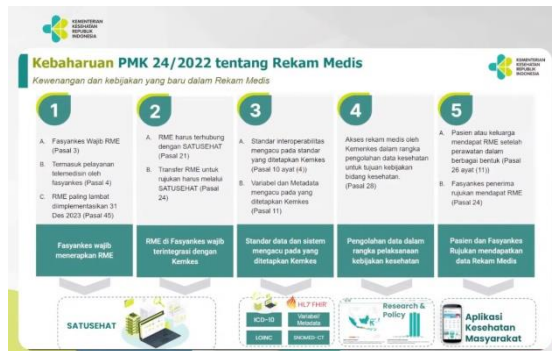 KEMENTERIAN
KESEHATAN
REPUBLIK
INDONESIA
Kebaharuan PMK 24/2022 tentang Rekam Medis
Kewenangan dan kebijakan yang baru dalam Rekam Medis
KEMENTERIAN
KESEHATAN
REPUBLIK
INDONESIA
1
A. Fasyankes Wajib RME
(Pasal 3)
B. Termasuk pelayanan
telemedisin oleh
fasyankes (Pasal 4)
C. RME paling lambat
diimplementasikan 31
Des 2023 (Pasal 45)
Fasyankes wajib
menerapkan RME
2
A. RME harus terhubung
dengan SATUSEHAT
(Pasal 21)
B. Transfer RME untuk
rujukan harus melalui
SATUSEHAT (Pasal
24)
RME di Fasyankes wajib
terintegrasi dengan
Kemkes
3
A. Standar interoperabilitas
mengacu pada standar
yang ditetapkan Kemkes
(Pasal 10 ayat (4))
B. Variabel dan Metadata
mengacu pada yang
ditetapkan Kemkes
(Pasal 11)
Standar data dan sistem
mengacu pada yang
ditetapkan Kemkes
4
Akses rekam medis oleh
Kemenkes dalam rangka
pengolahan data kesehatan
untuk tujuan kebijakan
bidang kesehatan.
(Pasal 28)
Pengolahan data dalam
rangka pelaksanaan
kebijakan kesehatan
5
A. Pasien atau keluarga
mendapat RME setelah
perawatan dalam
berbagai bentuk (Pasal
26 ayat (11))
B. Fasyankes penerima
rujukan mendapat RME
(Pasal 24)
Pasien dan Fasyankes
Rujukan mendapatkan
data Rekam Medis
SATUSEHAT
HL7 FHIR
ICD-10
Variabel/
Metadata
LOINC
SNOMED-CT
Research &
Policy
Aplikasi
Kesehatan
Masyarakat